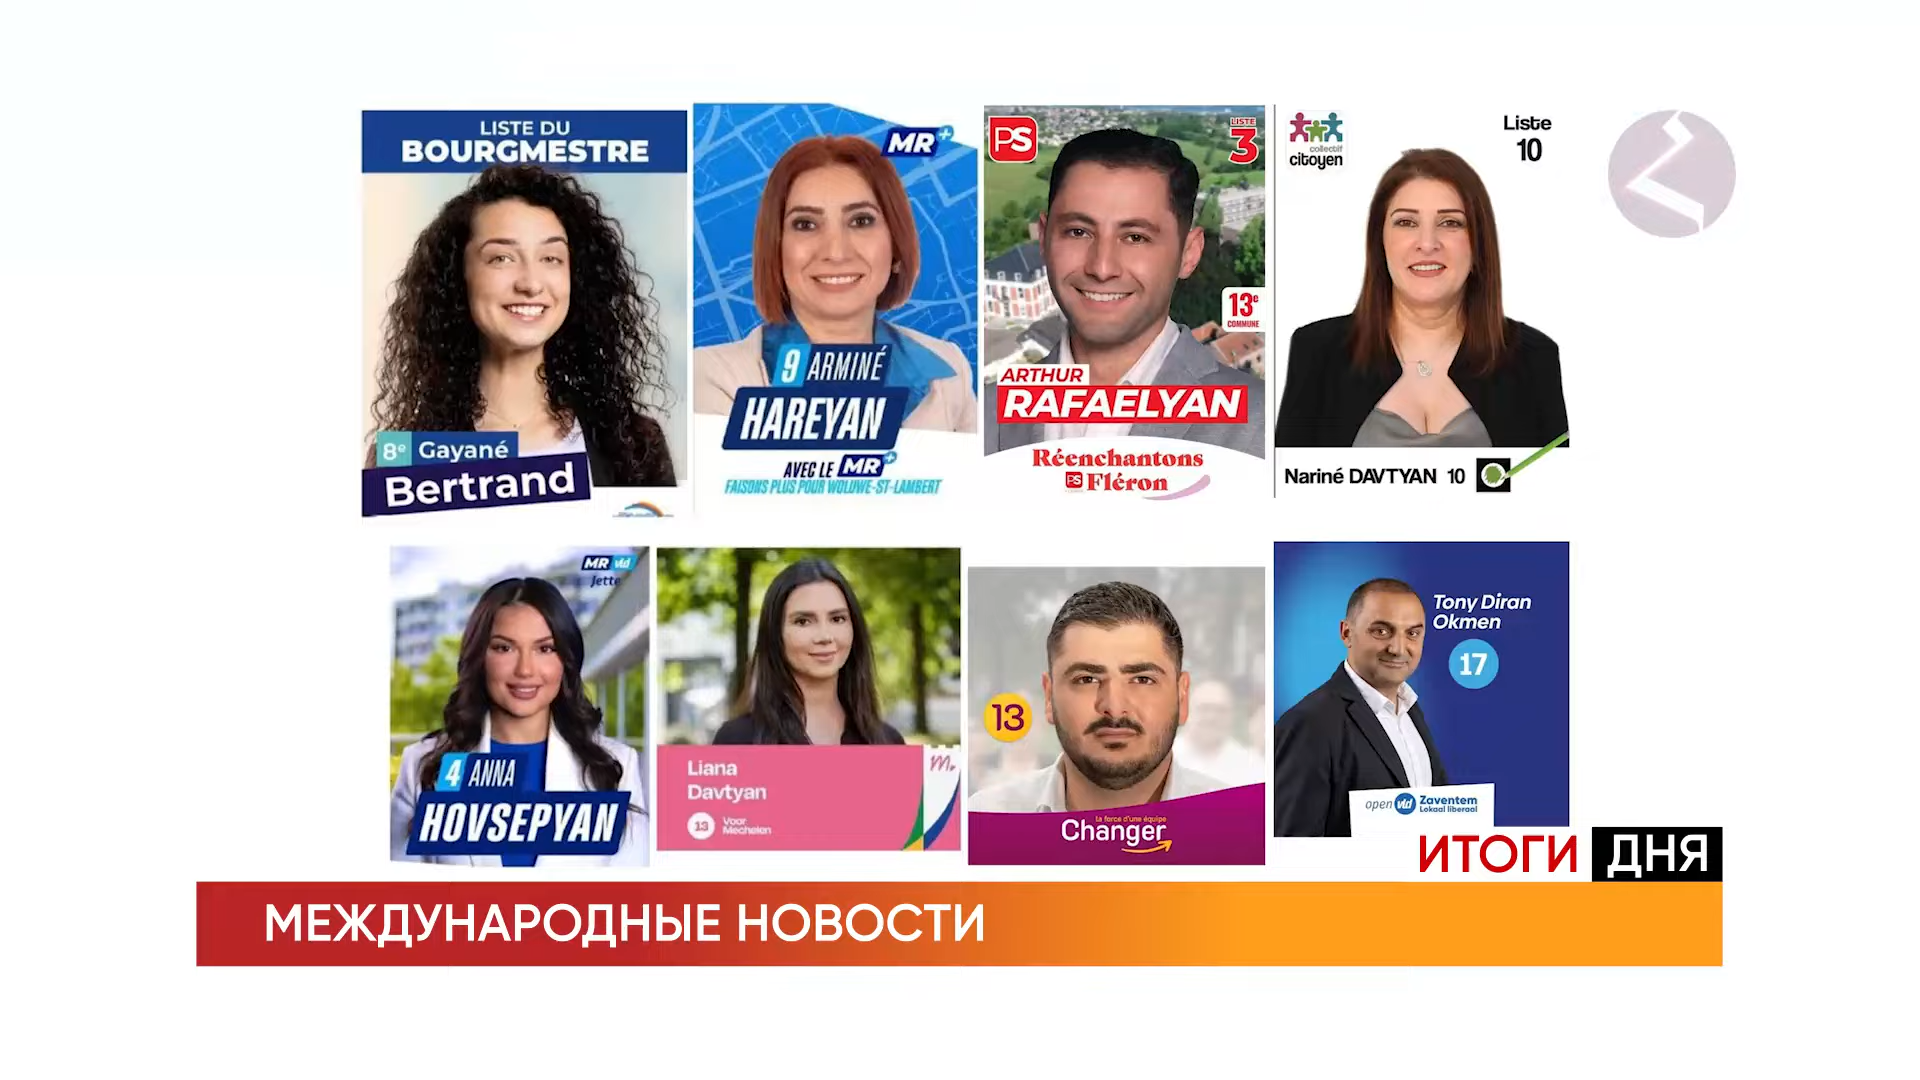 LISTE DU
BOURGMESTRE
8e Gayané
Bertrand
MR+
9 ARMINÉ
HAREYAN
AVEC LE MR+
FAISONS PLUS POUR WOLUWE-ST-LAMBERT
PS
LISTE
3
13e
COMMUNE
ARTHUR
RAFAELYAN
Réenchantons
PS Fléron
collectif
citoyen
Liste
10
Nariné DAVTYAN 10
MR vld
Jette
4 ANNA
HOVSEPYAN
Liana
Davtyan
13 Voor
Mechelen
m.
13
la force d'une équipe
Changer
Tony Diran
Okmen
17
open vld Zaventem
Lokaal liberaal
ИТОГИ ДНЯ
МЕЖДУНАРОДНЫЕ НОВОСТИ